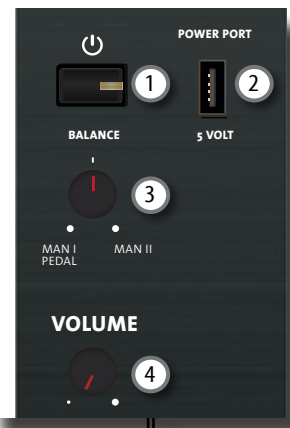 POWER PORT
1
2
BALANCE
5 VOLT
3
MAN I
PEDAL
MAN II
VOLUME
4